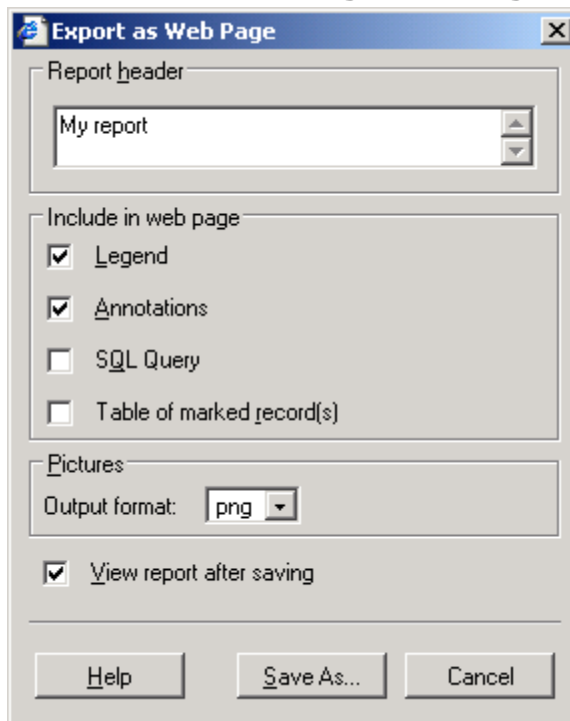 Export as Web Page
Report header
My report
Include in web page
Legend
Annotations
SQL Query
Table of marked record(s)
Pictures
Output format: png
View report after saving
Help Save As... Cancel